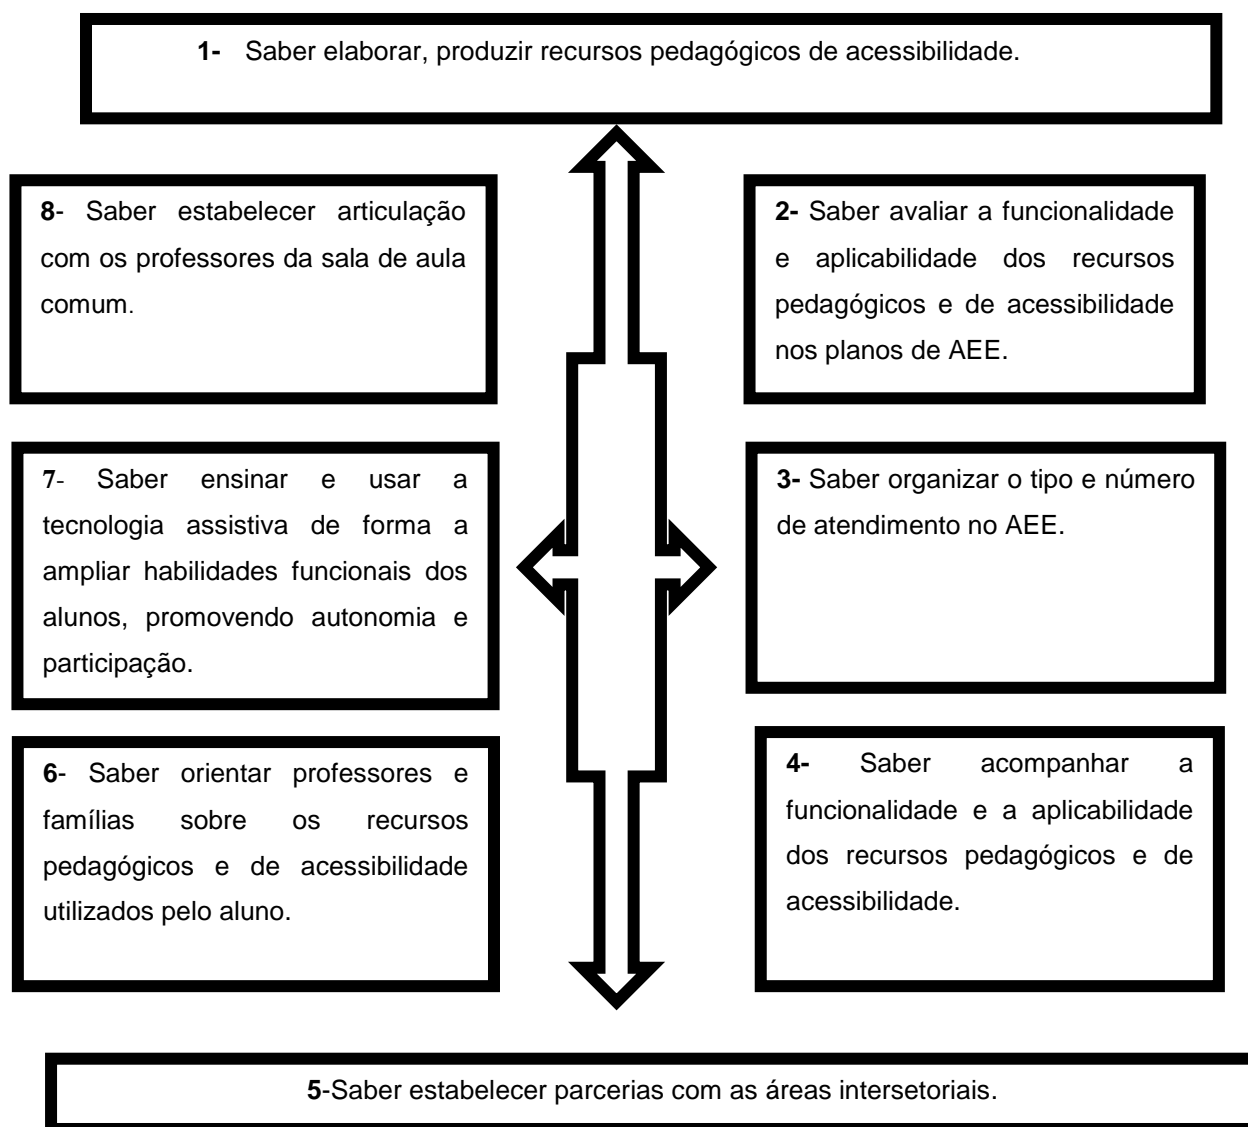 1- Saber elaborar, produzir recursos pedagógicos de acessibilidade.
8- Saber estabelecer articulação
com os professores da sala de aula
comum.
2- Saber avaliar a funcionalidade
e aplicabilidade dos recursos
pedagógicos e de acessibilidade
nos planos de AEE.
7- Saber ensinar e usar a
tecnologia assistiva de forma a
ampliar habilidades funcionais dos
alunos, promovendo autonomia e
participação.
3- Saber organizar o tipo e número
de atendimento no AEE.
6- Saber orientar professores e
famílias sobre os recursos
pedagógicos e de acessibilidade
utilizados pelo aluno.
4- Saber acompanhar a
funcionalidade e a aplicabilidade
dos recursos pedagógicos e de
acessibilidade.
5-Saber estabelecer parcerias com as áreas intersetoriais.